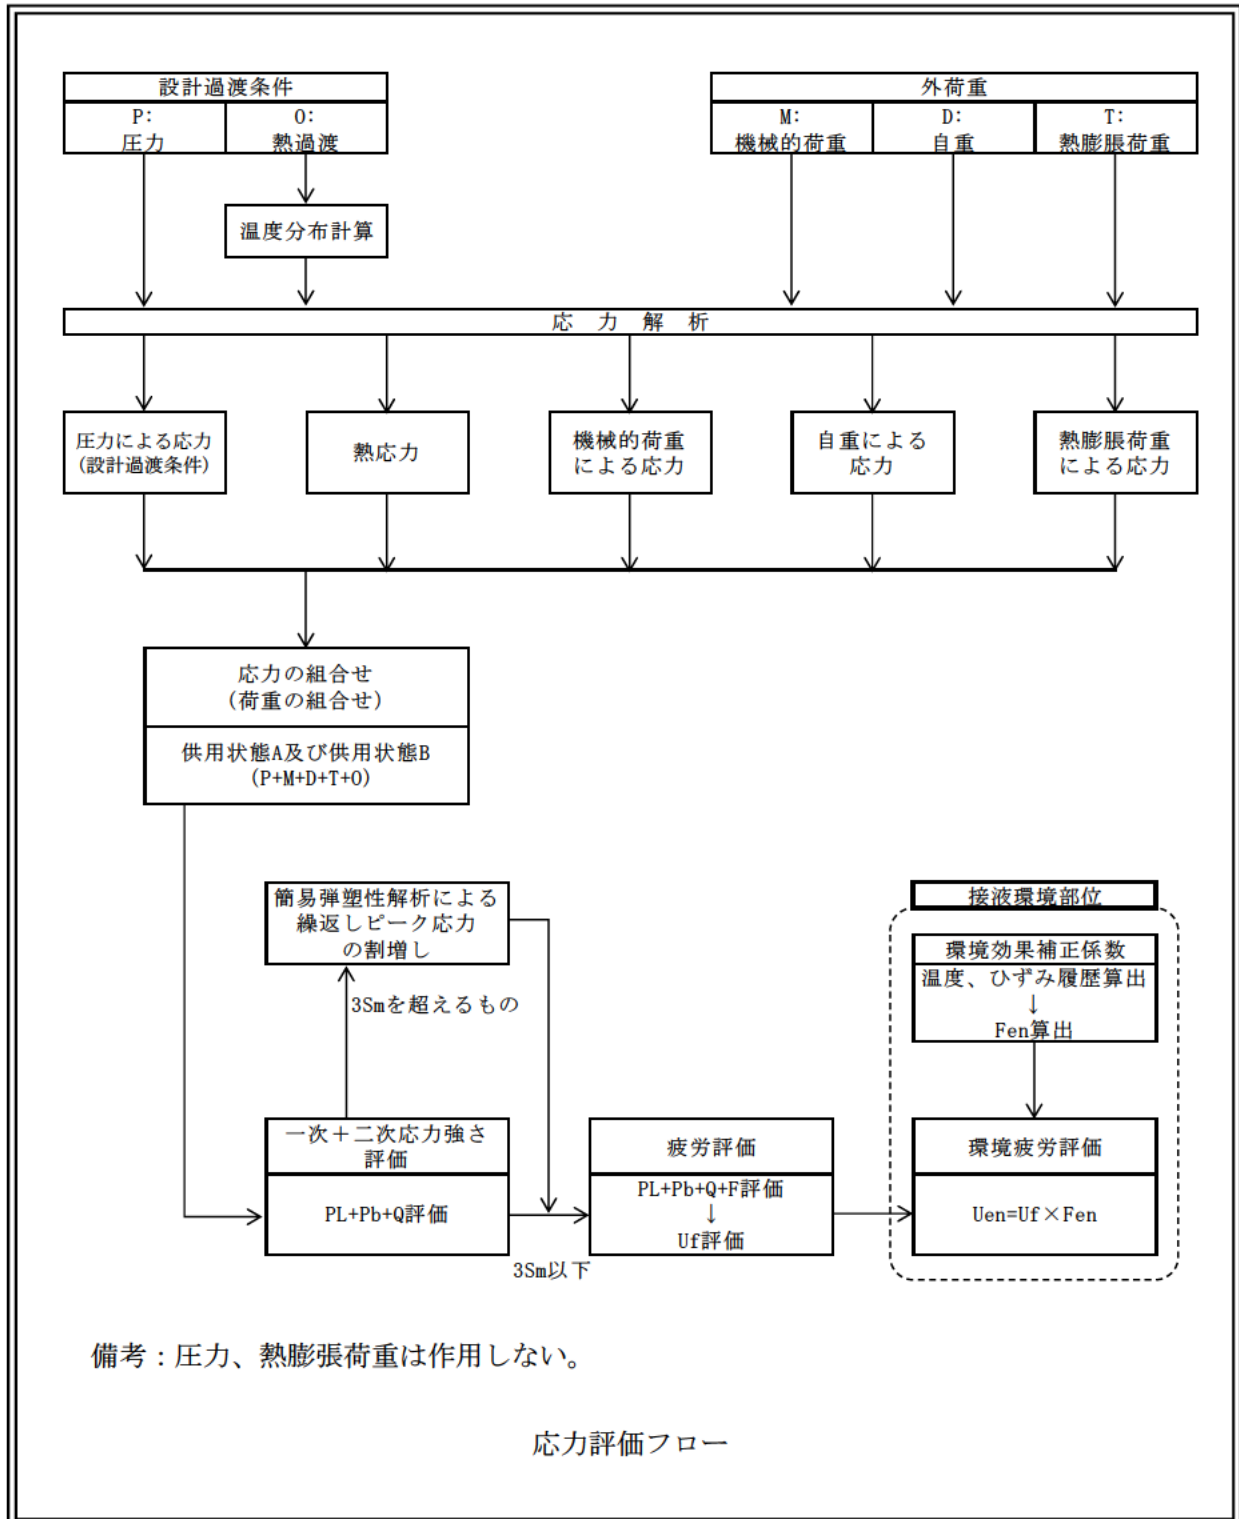 設計過渡条件
P:
圧力
O:
熱過渡
外荷重
M:
機械的荷重
D:
自重
T:
熱膨脹荷重
温度分布計算
応力解析
圧力による応力
(設計過渡条件)
熱応力
機械的荷重
による応力
自重による
応力
熱膨脹荷重
による応力
応力の組合せ
(荷重の組合せ)
供用状態A及び供用状態B
(P+M+D+T+O)
簡易弾塑性解析による
繰返しピーク応力
の割増し
3Smを超えるもの
一次＋二次応力強さ
評価
PL+Pb+Q評価
3Sm以下
疲労評価
PL+Pb+Q+F評価
↓
Uf評価
接液環境部位
環境効果補正係数
温度、ひずみ履歴算出
↓
Fen算出
環境疲労評価
Uen=Uf×Fen
備考：圧力、熱膨張荷重は作用しない。
応力評価フロー